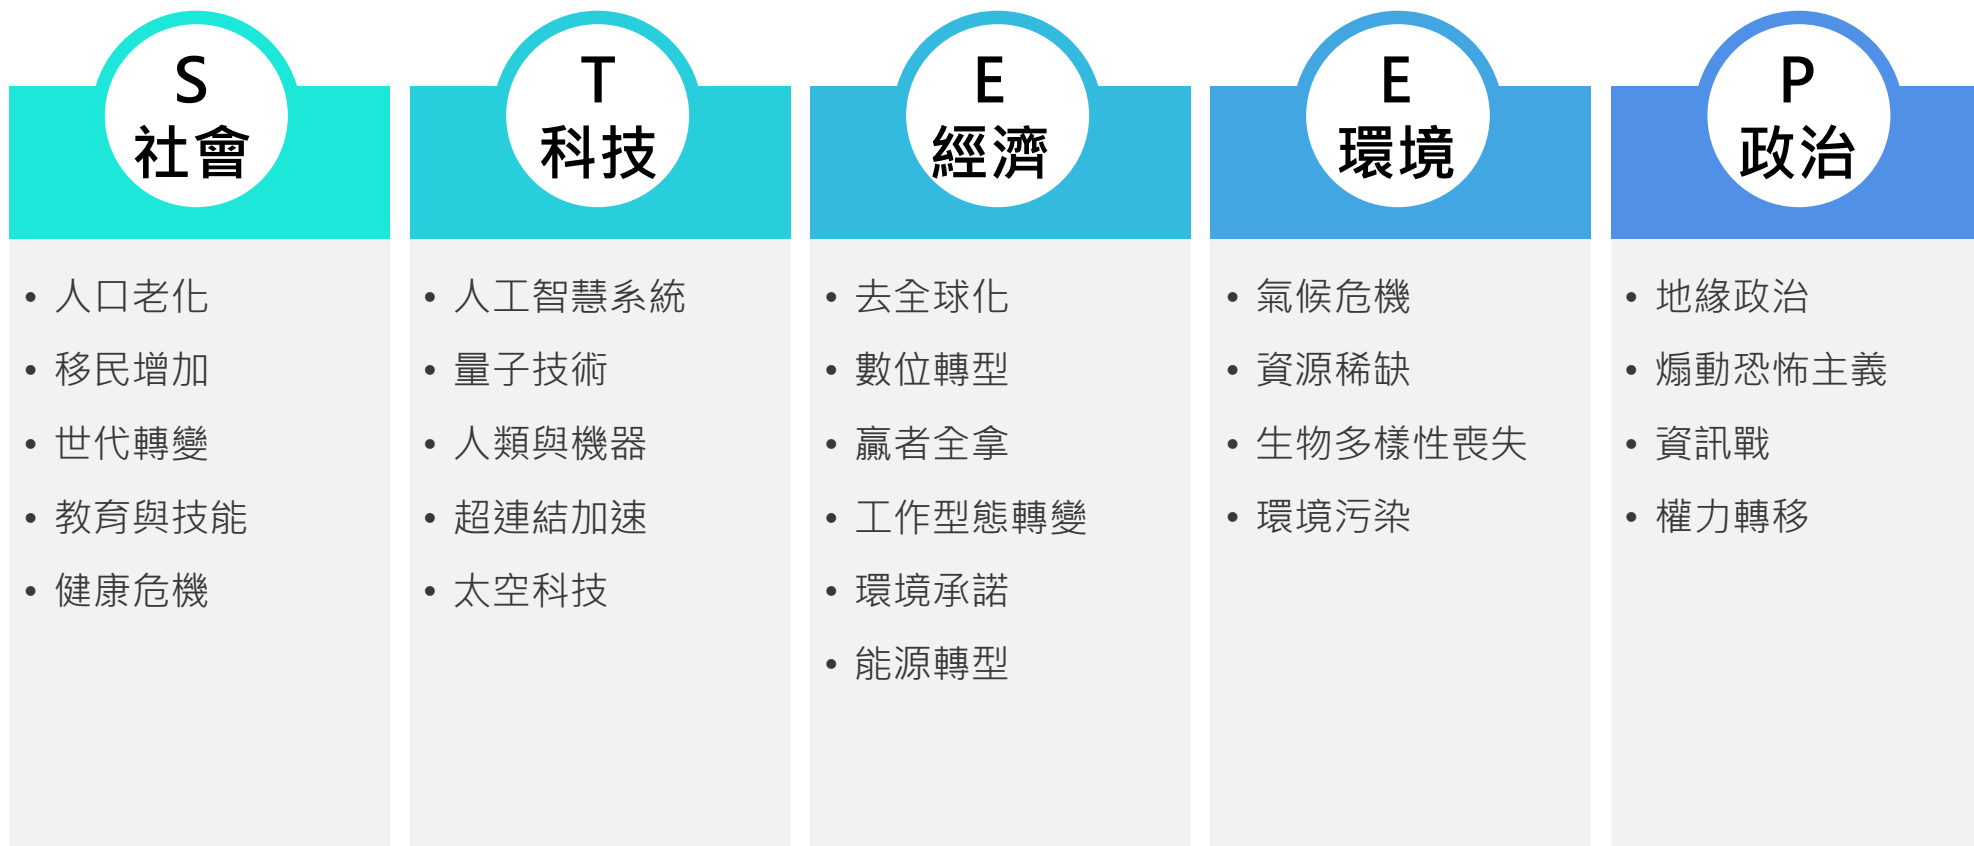 S
社會
• 人口老化
• 移民增加
• 世代轉變
• 教育與技能
• 健康危機
T
科技
• 人工智慧系統
• 量子技術
• 人類與機器
• 超連結加速
• 太空科技
E
經濟
• 去全球化
• 數位轉型
• 贏者全拿
• 工作型態轉變
• 環境承諾
• 能源轉型
E
環境
• 氣候危機
• 資源稀缺
• 生物多樣性喪失
• 環境污染
P
政治
• 地緣政治
• 煽動恐怖主義
• 資訊戰
• 權力轉移